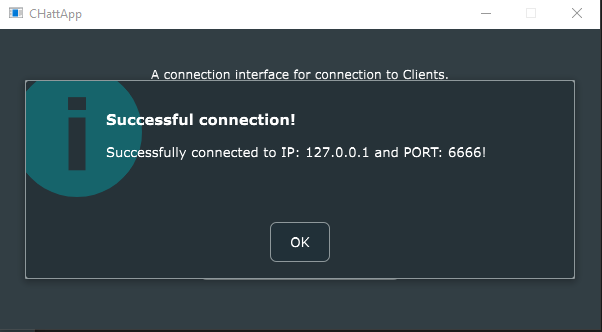 CHattApp
A connection interface for connection to Clients.
Successful connection!
Successfully connected to IP: 127.0.0.1 and PORT: 6666!
OK